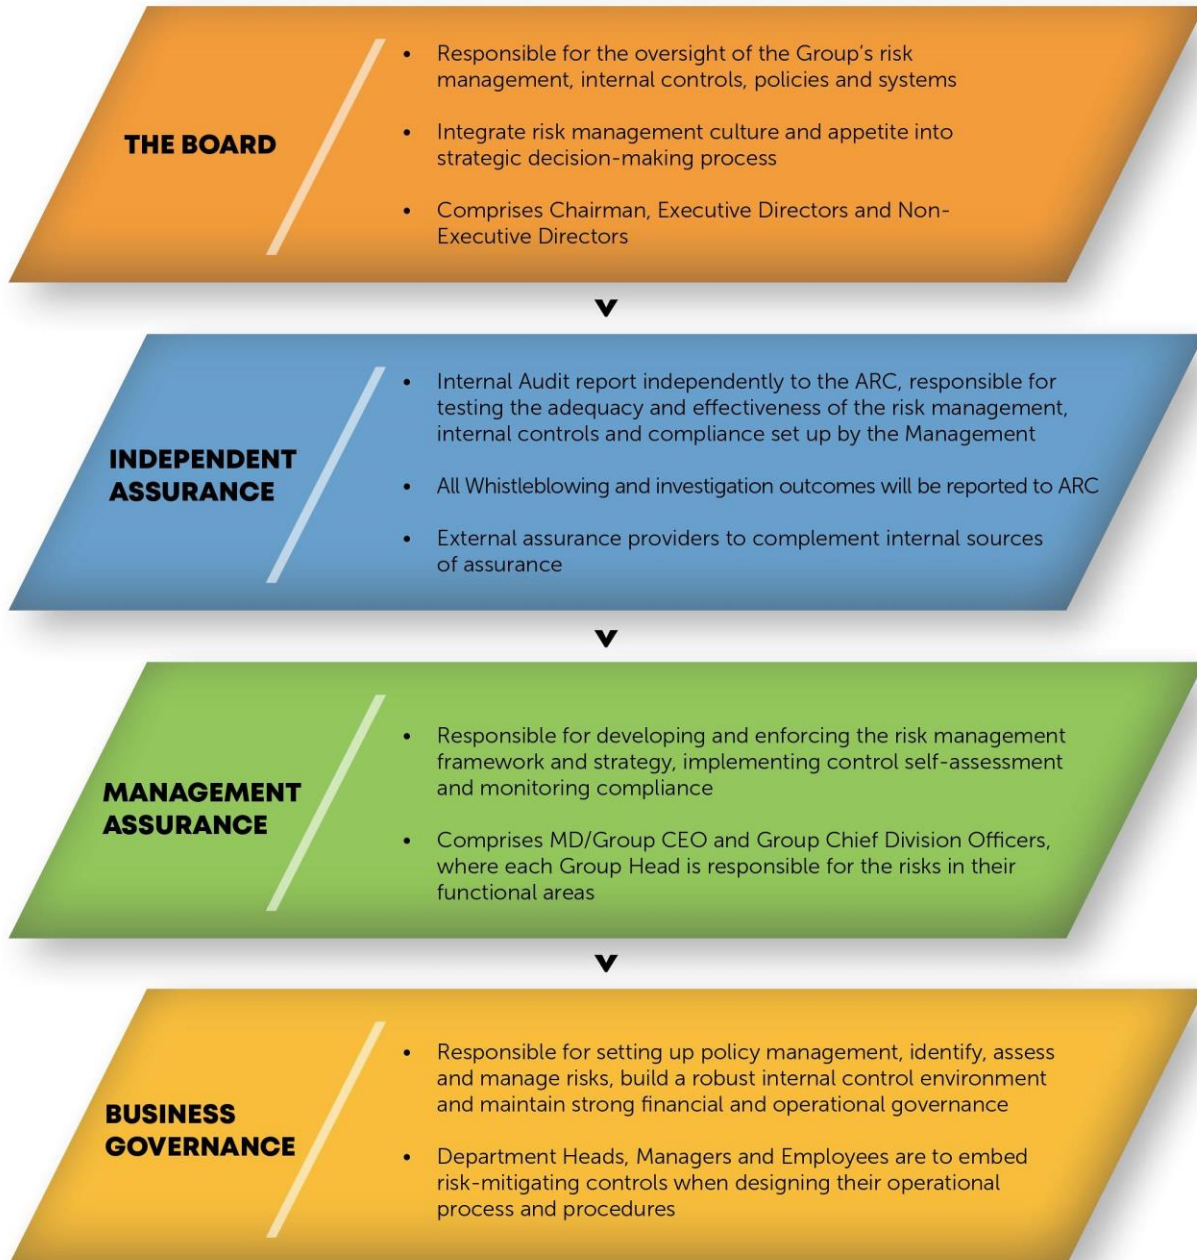 THE BOARD
• Responsible for the oversight of the Group’s risk
management, internal controls, policies and systems
• Integrate risk management culture and appetite into
strategic decision-making process
• Comprises Chairman, Executive Directors and Non-
Executive Directors
INDEPENDENT
ASSURANCE
• Internal Audit report independently to the ARC, responsible for
testing the adequacy and effectiveness of the risk management,
internal controls and compliance set up by the Management
• All Whistleblowing and investigation outcomes will be reported to ARC
• External assurance providers to complement internal sources
of assurance
MANAGEMENT
ASSURANCE
• Responsible for developing and enforcing the risk management
framework and strategy, implementing control self-assessment
and monitoring compliance
• Comprises MD/Group CEO and Group Chief Division Officers,
where each Group Head is responsible for the risks in their
functional areas
BUSINESS
GOVERNANCE
• Responsible for setting up policy management, identify, assess
and manage risks, build a robust internal control environment
and maintain strong financial and operational governance
• Department Heads, Managers and Employees are to embed
risk-mitigating controls when designing their operational
process and procedures